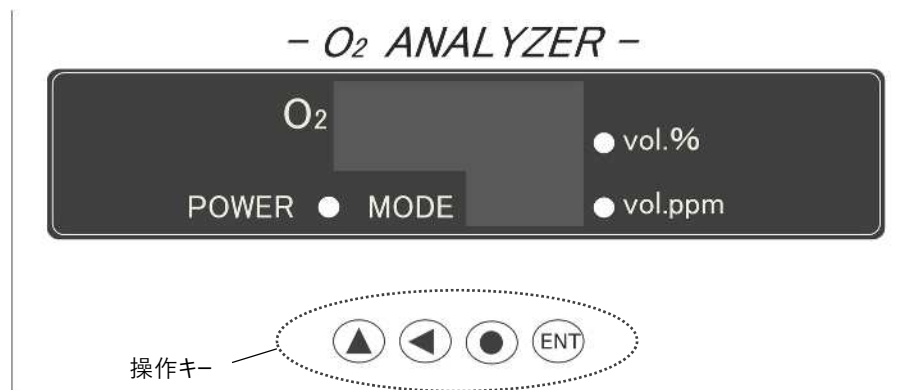 – O₂ ANALYZER –
O₂
vol.%
POWER MODE vol.ppm
ENT
操作キー